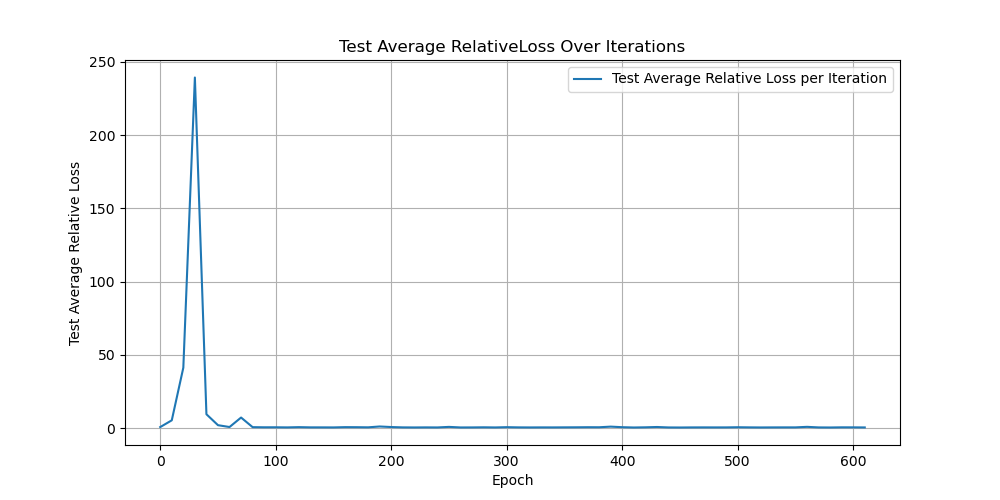 Test Average RelativeLoss Over Iterations
Test Average Relative Loss per Iteration
Test Average Relative Loss
250
200
150
100
50
0
0 100 200 300 400 500 600
Epoch